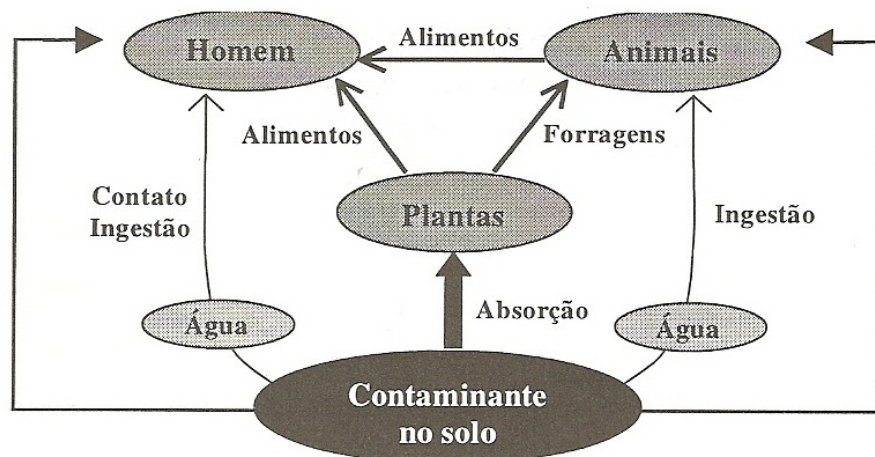 Homem
Alimentos
Animais
Alimentos
Forragens
Contato
Ingestão
Plantas
Ingestão
Água
Absorção
Água
Contaminante
no solo